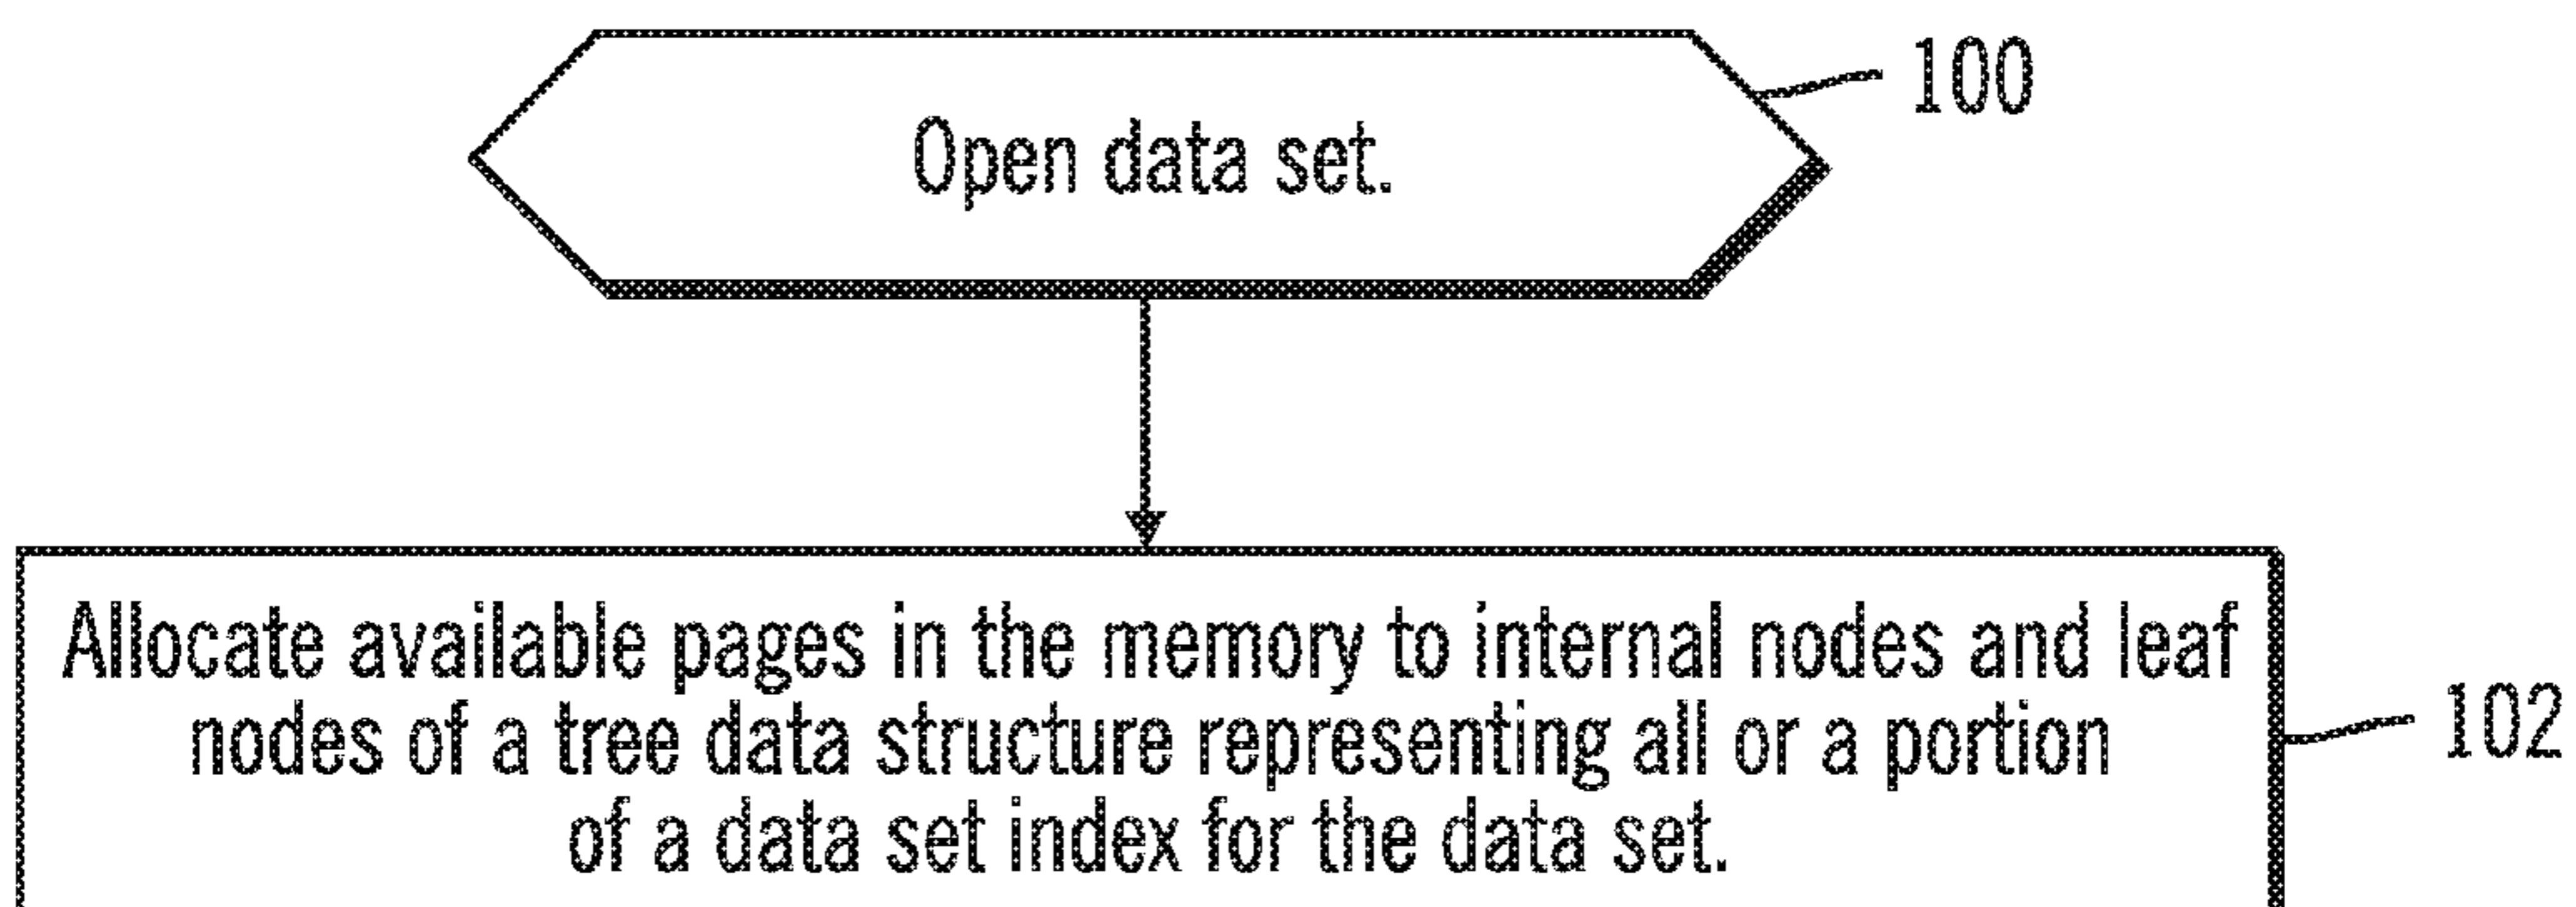 Open data set.
100
Allocate available pages in the memory to internal nodes and leaf
nodes of a tree data structure representing all or a portion
of a data set index for the data set.
102